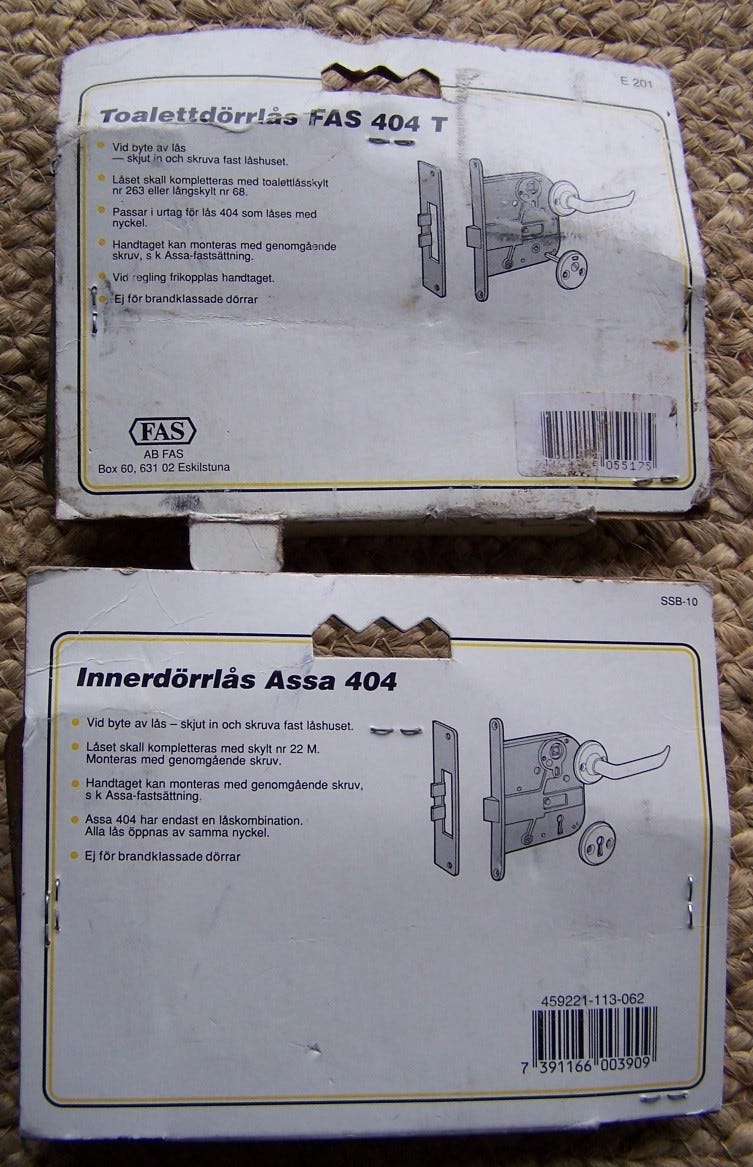 E 201
Toalettdörrlås FAS 404 T
Vid byte av lås
— skjut in och skruva fast låshuset.
Låset skall kompletteras med toalettlåsskylt
nr 263 eller långskylt nr 68.
Passar i urtag för lås 404 som låses med
nyckel.
Handtaget kan monteras med genomgående
skruv, s k Assa-fastsättning.
Vid regling frikopplas handtaget.
Ej för brandklassade dörrar
FAS
AB FAS
Box 60, 631 02 Eskilstuna
055175
SSB-10
Innerdörrlås Assa 404
Vid byte av lås – skjut in och skruva fast låshuset.
Låset skall kompletteras med skylt nr 22 M.
Monteras med genomgående skruv.
Handtaget kan monteras med genomgående skruv,
s k Assa-fastsättning.
Assa 404 har endast en låskombination.
Alla lås öppnas av samma nyckel.
Ej för brandklassade dörrar
459221-113-062
7 391166 003909